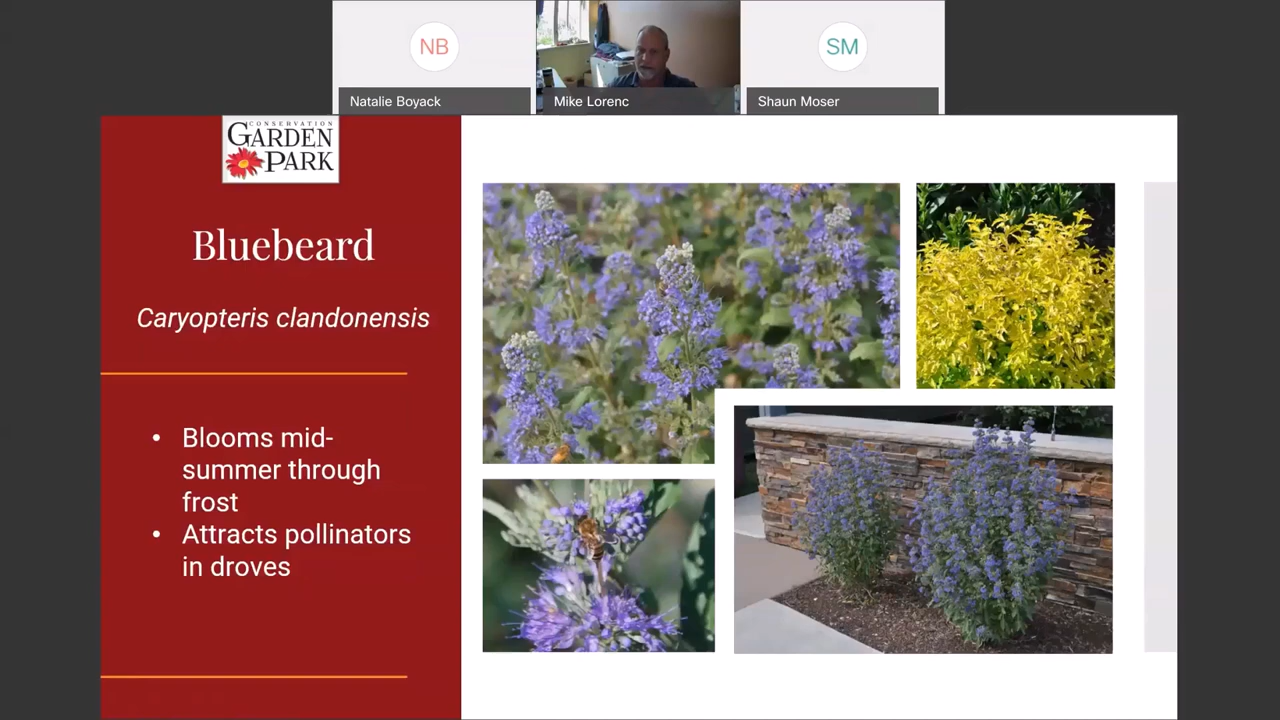 NB
SM
Natalie Boyack
Mike Lorenc
Shaun Moser
CONSERVATION
GARDEN
PARK
Bluebeard
Caryopteris clandonensis
• Blooms mid-
summer through
frost
• Attracts pollinators
in droves